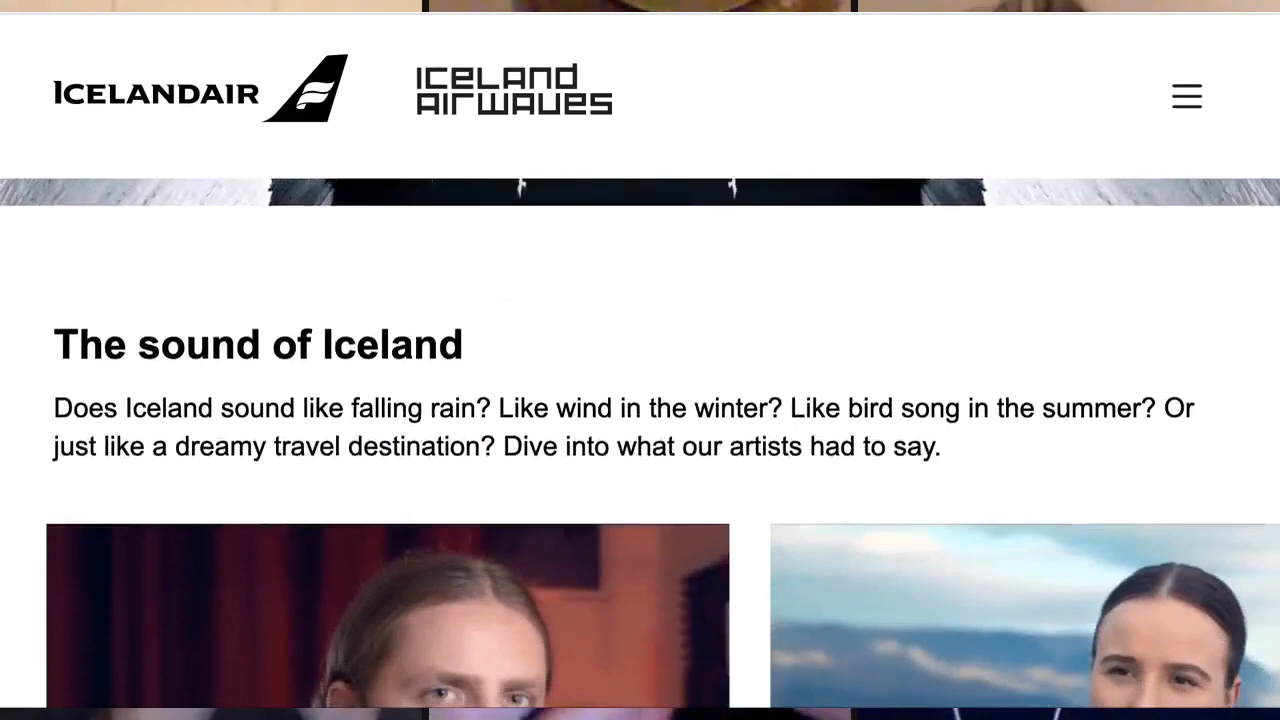 ICELANDAIR
ICELAND
AIRWAVES
The sound of Iceland
Does Iceland sound like falling rain? Like wind in the winter? Like bird song in the summer? Or
just like a dreamy travel destination? Dive into what our artists had to say.